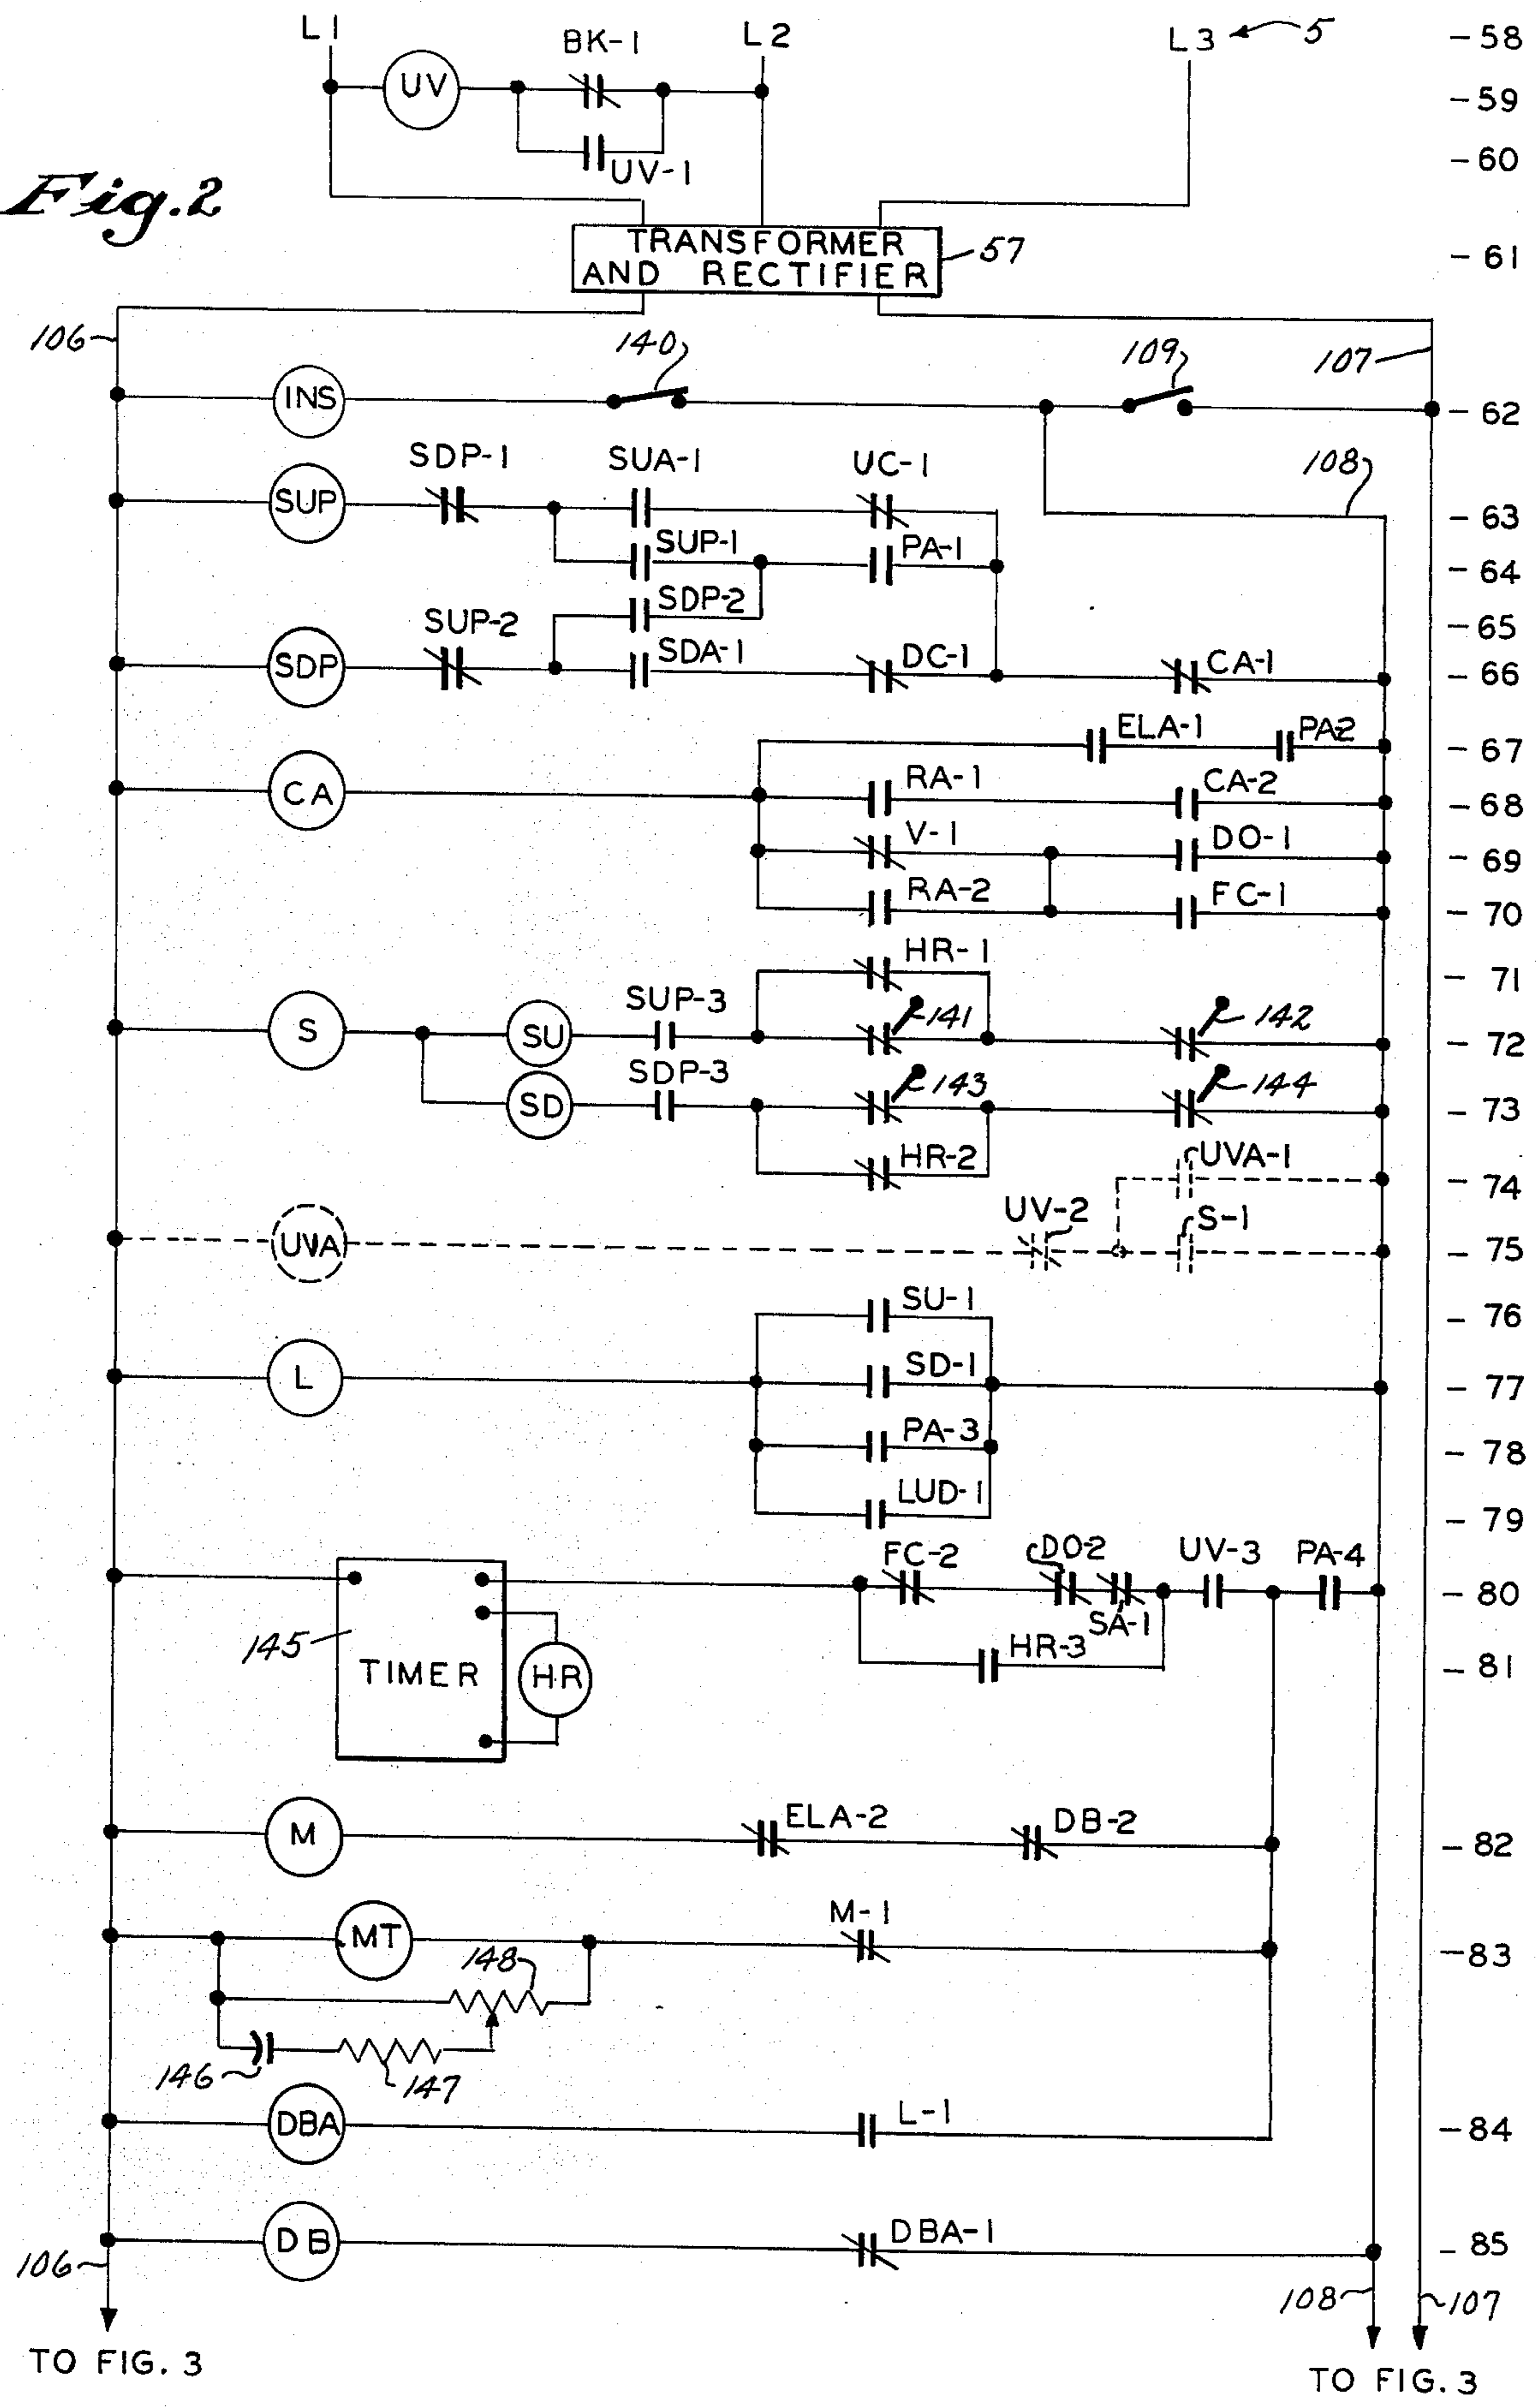 L1
L2
L3
5
-58
UV
BK-1
-59
UV-1
-60
Fig.2
TRANSFORMER
AND RECTIFIER
57
-61
106
140
109
107
INS
-62
SDP-1
SUA-1
UC-1
108
SUP
-63
SUP-1
PA-1
-64
SDP-2
SUP-2
-65
SDP
SDA-1
DC-1
CA-1
-66
ELA-1
PA2
-67
CA
RA-1
CA-2
-68
V-1
DO-1
-69
RA-2
FC-1
-70
HR-1
-71
S
SU
SUP-3
141
142
-72
SD
SDP-3
143
144
-73
HR-2
UVA-1
-74
UVA
UV-2
S-1
-75
SU-1
-76
L
SD-1
-77
PA-3
-78
LUD-1
-79
FC-2
DO-2
UV-3
PA-4
-80
SA-1
145
TIMER
HR
HR-3
-81
M
ELA-2
DB-2
-82
MT
M-1
148
-83
146
147
DBA
L-1
-84
DB
DBA-1
-85
106
108
107
TO FIG. 3
TO FIG. 3